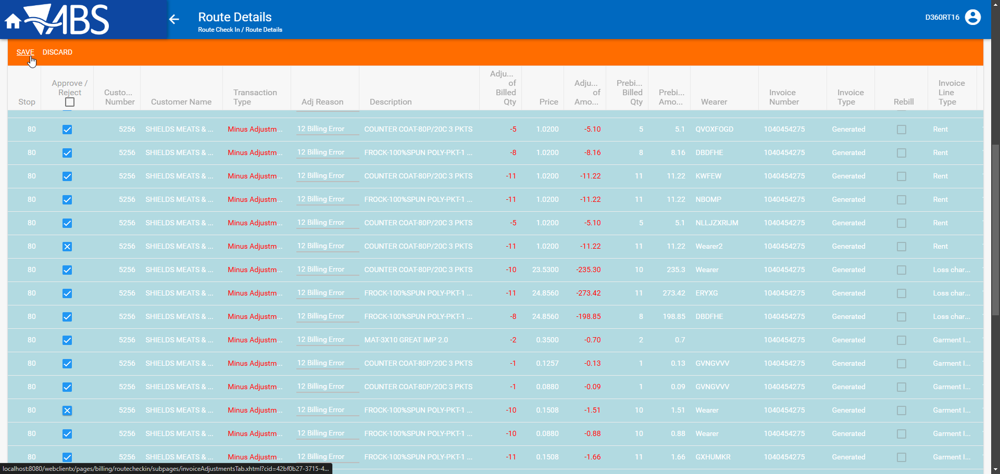 ABS
Route Details
Route Check In / Route Details
D360RT16
SAVE DISCARD
Stop
Approve / Reject
Custo... Number
Customer Name
Transaction Type
Adj Reason
Description
Adju... of Billed Qty
Price
Adju... of Amo...
Prebi... Billed Qty
Prebi... Amo...
Wearer
Invoice Number
Invoice Type
Rebill
Invoice Line Type
80 5256 SHIELDS MEATS & ... Minus Adjustm... 12 Billing Error COUNTER COAT-80P/20C 3 PKTS -5 1.0200 -5.10 5 5.1 QVOXFOGD 1040454275 Generated Rent
80 5256 SHIELDS MEATS & ... Minus Adjustm... 12 Billing Error FROCK-100%SPUN POLY-PKT-1 ... -8 1.0200 -8.16 8 8.16 DBDFHE 1040454275 Generated Rent
80 5256 SHIELDS MEATS & ... Minus Adjustm... 12 Billing Error COUNTER COAT-80P/20C 3 PKTS -11 1.0200 -11.22 11 11.22 KWFEW 1040454275 Generated Rent
80 5256 SHIELDS MEATS & ... Minus Adjustm... 12 Billing Error FROCK-100%SPUN POLY-PKT-1 ... -11 1.0200 -11.22 11 11.22 NBOMP 1040454275 Generated Rent
80 5256 SHIELDS MEATS & ... Minus Adjustm... 12 Billing Error COUNTER COAT-80P/20C 3 PKTS -5 1.0200 -5.10 5 5.1 NLLJZXRIJM 1040454275 Generated Rent
80 5256 SHIELDS MEATS & ... Minus Adjustm... 12 Billing Error COUNTER COAT-80P/20C 3 PKTS -11 1.0200 -11.22 11 11.22 Wearer2 1040454275 Generated Rent
80 5256 SHIELDS MEATS & ... Minus Adjustm... 12 Billing Error COUNTER COAT-80P/20C 3 PKTS -10 23.5300 -235.30 10 235.3 Wearer 1040454275 Generated Loss char...
80 5256 SHIELDS MEATS & ... Minus Adjustm... 12 Billing Error FROCK-100%SPUN POLY-PKT-1 ... -11 24.8560 -273.42 11 273.42 ERYXG 1040454275 Generated Loss char...
80 5256 SHIELDS MEATS & ... Minus Adjustm... 12 Billing Error FROCK-100%SPUN POLY-PKT-1 ... -8 24.8560 -198.85 8 198.85 DBDFHE 1040454275 Generated Loss char...
80 5256 SHIELDS MEATS & ... Minus Adjustm... 12 Billing Error MAT-3X10 GREAT IMP 2.0 -2 0.3500 -0.70 2 0.7 1040454275 Generated Garment I...
80 5256 SHIELDS MEATS & ... Minus Adjustm... 12 Billing Error COUNTER COAT-80P/20C 3 PKTS -1 0.1257 -0.13 1 0.13 GVNGVVV 1040454275 Generated Garment I...
80 5256 SHIELDS MEATS & ... Minus Adjustm... 12 Billing Error COUNTER COAT-80P/20C 3 PKTS -1 0.0880 -0.09 1 0.09 GVNGVVV 1040454275 Generated Garment I...
80 5256 SHIELDS MEATS & ... Minus Adjustm... 12 Billing Error FROCK-100%SPUN POLY-PKT-1 ... -10 0.1508 -1.51 10 1.51 Wearer 1040454275 Generated Garment I...
80 5256 SHIELDS MEATS & ... Minus Adjustm... 12 Billing Error FROCK-100%SPUN POLY-PKT-1 ... -10 0.0880 -0.88 10 0.88 Wearer 1040454275 Generated Garment I...
80 5256 SHIELDS MEATS & ... Minus Adjustm... 12 Billing Error FROCK-100%SPUN POLY-PKT-1 ... -11 0.1508 -1.66 11 1.66 GXHUMKR 1040454275 Generated Garment I...
localhost:8080/webclientx/pages/billing/routecheckin/subpages/invoiceAdjustmentsTab.xhtml?cid=42bf0b27-3715-4...